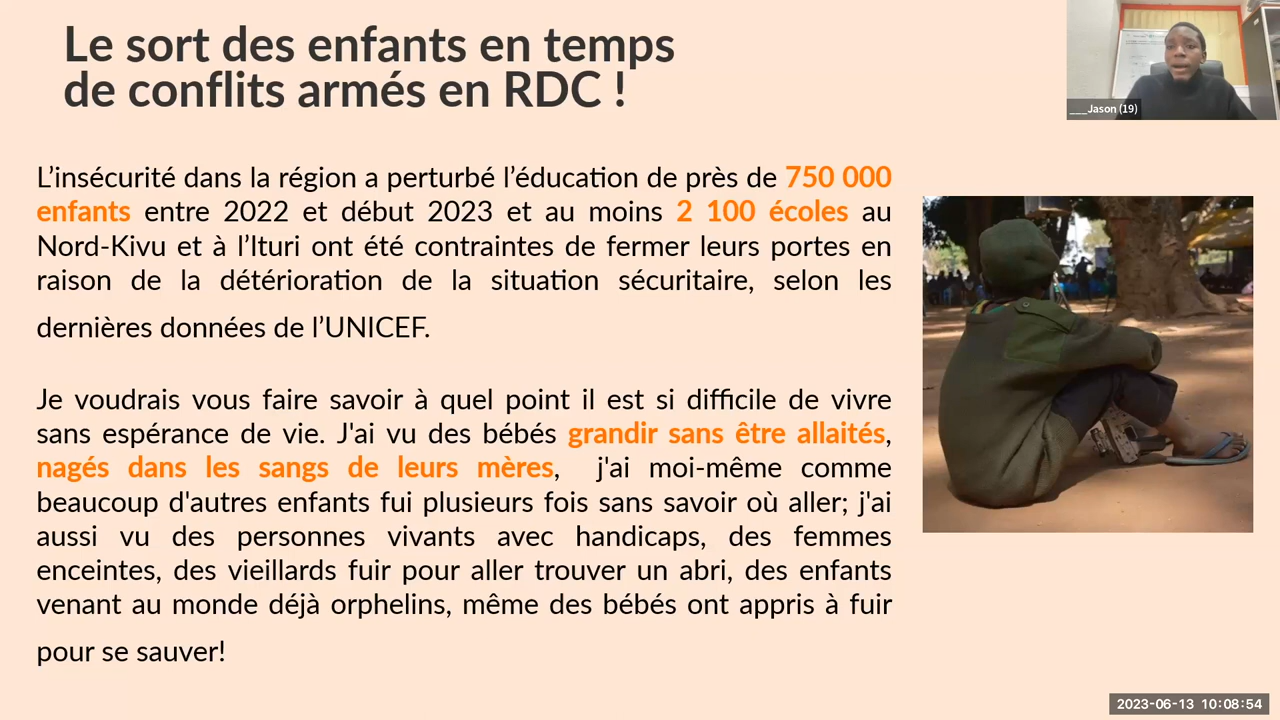 Le sort des enfants en temps
de conflits armés en RDC !
___Jason (19)
L’insécurité dans la région a perturbé l’éducation de près de 750 000
enfants entre 2022 et début 2023 et au moins 2 100 écoles au
Nord-Kivu et à l’Ituri ont été contraintes de fermer leurs portes en
raison de la détérioration de la situation sécuritaire, selon les
dernières données de l’UNICEF.
Je voudrais vous faire savoir à quel point il est si difficile de vivre
sans espérance de vie. J'ai vu des bébés grandir sans être allaités,
nagés dans les sangs de leurs mères, j'ai moi-même comme
beaucoup d'autres enfants fui plusieurs fois sans savoir où aller; j'ai
aussi vu des personnes vivants avec handicaps, des femmes
enceintes, des vieillards fuir pour aller trouver un abri, des enfants
venant au monde déjà orphelins, même des bébés ont appris à fuir
pour se sauver!
2023-06-13 10:08:54